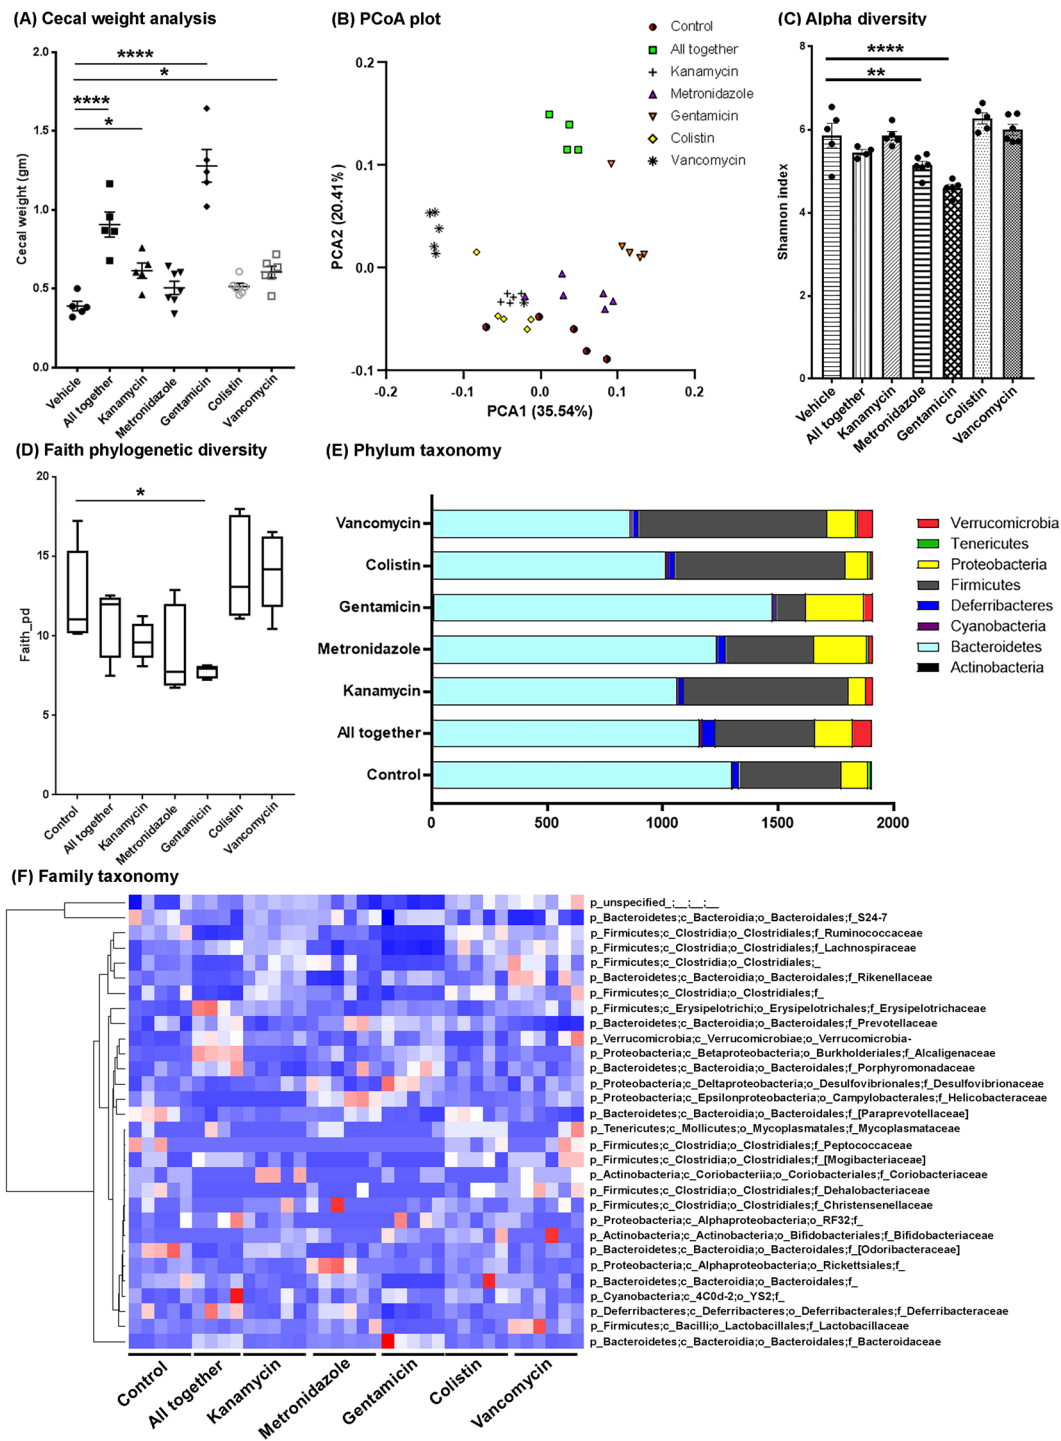 (A) Cecal weight analysis
****
*
****
*
Cecal weight (gm)
2.0
1.5
1.0
0.5
0.0
Vehicle
All together
Kanamycin
Metronidazole
Gentamicin
Colistin
Vancomycin
(B) PCoA plot
Control
All together
Kanamycin
Metronidazole
Gentamicin
Colistin
Vancomycin
PCA2 (20.41%)
0.2
0.1
0.0
-0.1
-0.2
-0.1
0.0
0.1
0.2
PCA1 (35.54%)
(C) Alpha diversity
****
**
Shannon index
8
6
4
2
0
Vehicle
All together
Kanamycin
Metronidazole
Gentamicin
Colistin
Vancomycin
(D) Faith phylogenetic diversity
*
Faith_pd
20
15
10
5
0
Control
All together
Kanamycin
Metronidazole
Gentamicin
Colistin
Vancomycin
(E) Phylum taxonomy
Vancomycin
Colistin
Gentamicin
Metronidazole
Kanamycin
All together
Control
0
500
1000
1500
2000
Verrucomicrobia
Tenericutes
Proteobacteria
Firmicutes
Deferribacteres
Cyanobacteria
Bacteroidetes
Actinobacteria
(F) Family taxonomy
p_unspecified_;__;__;__
p_Bacteroidetes;c_Bacteroidia;o_Bacteroidales;f_S24-7
p_Firmicutes;c_Clostridia;o_Clostridiales;f_Ruminococcaceae
p_Firmicutes;c_Clostridia;o_Clostridiales;f_Lachnospiraceae
p_Firmicutes;c_Clostridia;o_Clostridiales;_
p_Bacteroidetes;c_Bacteroidia;o_Bacteroidales;f_Rikenellaceae
p_Firmicutes;c_Clostridia;o_Clostridiales;f_
p_Firmicutes;c_Erysipelotrichi;o_Erysipelotrichales;f_Erysipelotrichaceae
p_Bacteroidetes;c_Bacteroidia;o_Bacteroidales;f_Prevotellaceae
p_Verrucomicrobia;c_Verrucomicrobiae;o_Verrucomicrobia-
p_Proteobacteria;c_Betaproteobacteria;o_Burkholderiales;f_Alcaligenaceae
p_Bacteroidetes;c_Bacteroidia;o_Bacteroidales;f_Porphyromonadaceae
p_Proteobacteria;c_Deltaproteobacteria;o_Desulfovibrionales;f_Desulfovibrionaceae
p_Proteobacteria;c_Epsilonproteobacteria;o_Campylobacterales;f_Helicobacteraceae
p_Bacteroidetes;c_Bacteroidia;o_Bacteroidales;f_[Paraprevotellaceae]
p_Tenericutes;c_Mollicutes;o_Mycoplasmatales;f_Mycoplasmataceae
p_Firmicutes;c_Clostridia;o_Clostridiales;f_Peptococcaceae
p_Firmicutes;c_Clostridia;o_Clostridiales;f_[Mogibacteriaceae]
p_Actinobacteria;c_Coriobacteriia;o_Coriobacteriales;f_Coriobacteriaceae
p_Firmicutes;c_Clostridia;o_Clostridiales;f_Dehalobacteriaceae
p_Firmicutes;c_Clostridia;o_Clostridiales;f_Christensenellaceae
p_Proteobacteria;c_Alphaproteobacteria;o_RF32;f_
p_Actinobacteria;c_Actinobacteria;o_Bifidobacteriales;f_Bifidobacteriaceae
p_Bacteroidetes;c_Bacteroidia;o_Bacteroidales;f_[Odoribacteraceae]
p_Proteobacteria;c_Alphaproteobacteria;o_Rickettsiales;f_
p_Bacteroidetes;c_Bacteroidia;o_Bacteroidales;f_
p_Cyanobacteria;c_4C0d-2;o_YS2;f_
p_Deferribacteres;c_Deferribacteres;o_Deferribacterales;f_Deferribacteraceae
p_Firmicutes;c_Bacilli;o_Lactobacillales;f_Lactobacillaceae
p_Bacteroidetes;c_Bacteroidia;o_Bacteroidales;f_Bacteroidaceae
Control
All together
Kanamycin
Metronidazole
Gentamicin
Colistin
Vancomycin